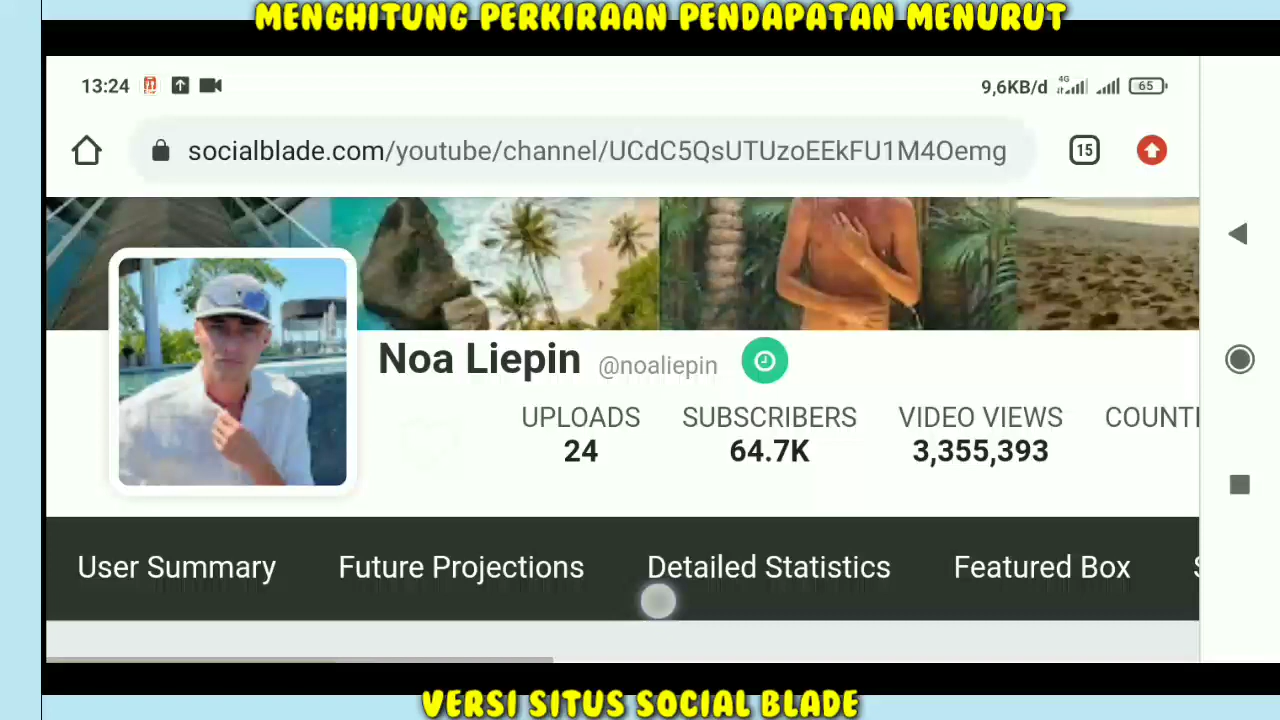 MENGHITUNG PERKIRAAN PENDAPATAN MENURUT
13:24 9,6KB/d 4G 65
socialblade.com/youtube/channel/UCdC5QsUTUzoEEkFU1M4Oemg 15
Noa Liepin @noaliepin
UPLOADS SUBSCRIBERS VIDEO VIEWS COUNT
24 64.7K 3,355,393
User Summary Future Projections Detailed Statistics Featured Box S
VERSI SITUS SOCIAL BLADE